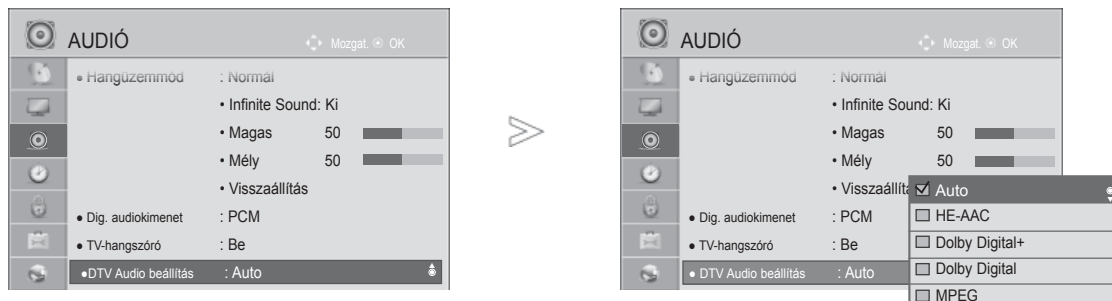 AUDIÓ
Mozgat. OK
• Hangüzemmód : Normál
• Infinite Sound: Ki
• Magas 50
• Mély 50
• Visszaállítás
• Dig. audiokimenet : PCM
• TV-hangszóró : Be
•DTV Audio beállítás : Auto
AUDIÓ
Mozgat. OK
• Hangüzemmód : Normál
• Infinite Sound: Ki
• Magas 50
• Mély 50
• Visszaállíta
• Dig. audiokimenet : PCM
• TV-hangszóró : Be
• DTV Audio beállítás : Auto
Auto
HE-AAC
Dolby Digital+
Dolby Digital
MPEG